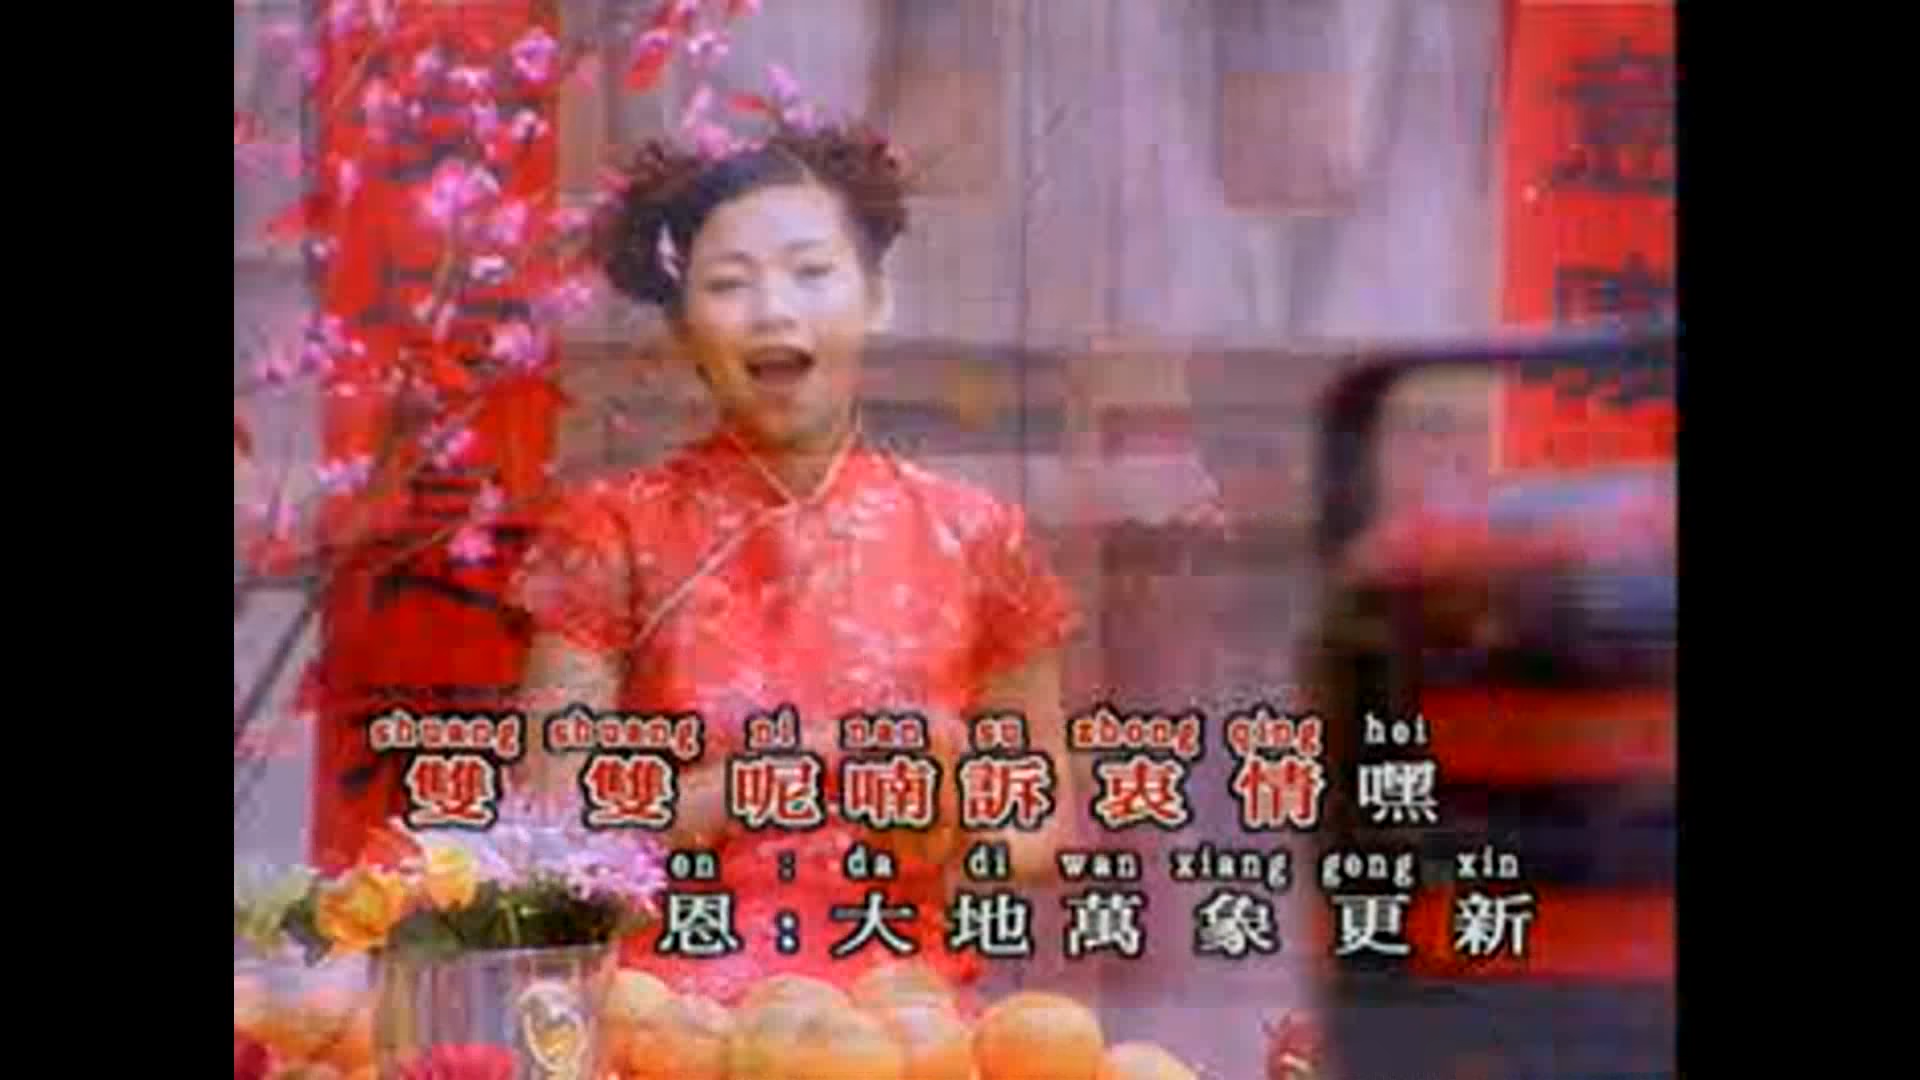 shuang shuang ni nan su zhong qing hei
雙 雙 呢 喃 訴 衷 情 嘿
en : da di wan xiang geng xin
恩 : 大 地 萬 象 更 新